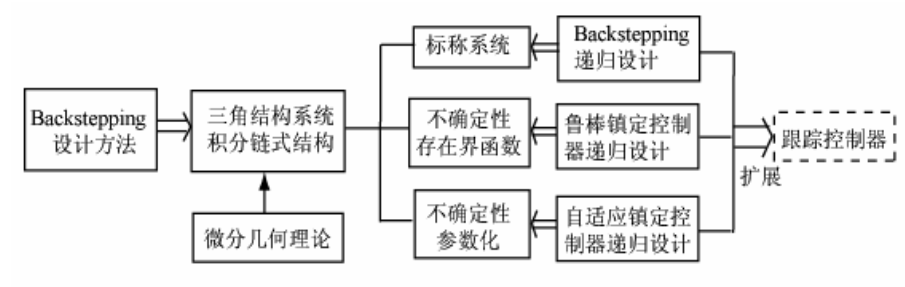 Backstepping
设计方法
三角结构系统
积分链式结构
微分几何理论
标称系统
Backstepping
递归设计
不确定性
存在界函数
鲁棒镇定控制
器递归设计
不确定性
参数化
自适应镇定控
制器递归设计
扩展
跟踪控制器